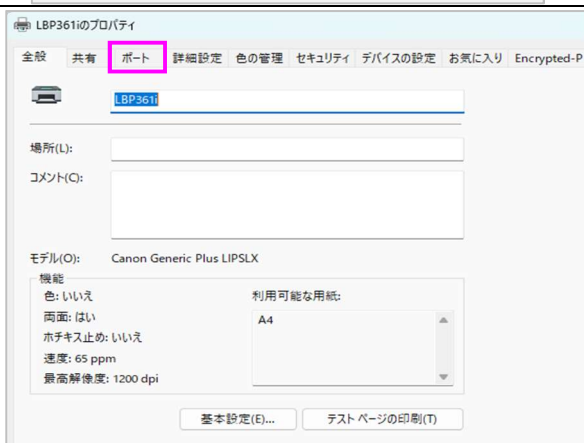 LBP361iのプロパティ
全般 共有 ポート 詳細設定 色の管理 セキュリティ デバイスの設定 お気に入り Encrypted-P
LBP361i
場所(L):
コメント(C):
モデル(O): Canon Generic Plus LIPSLX
機能
色: いいえ 利用可能な用紙:
両面: はい A4
ホチキス止め: いいえ
速度: 65 ppm
最高解像度: 1200 dpi
基本設定(E)... テスト ページの印刷(T)